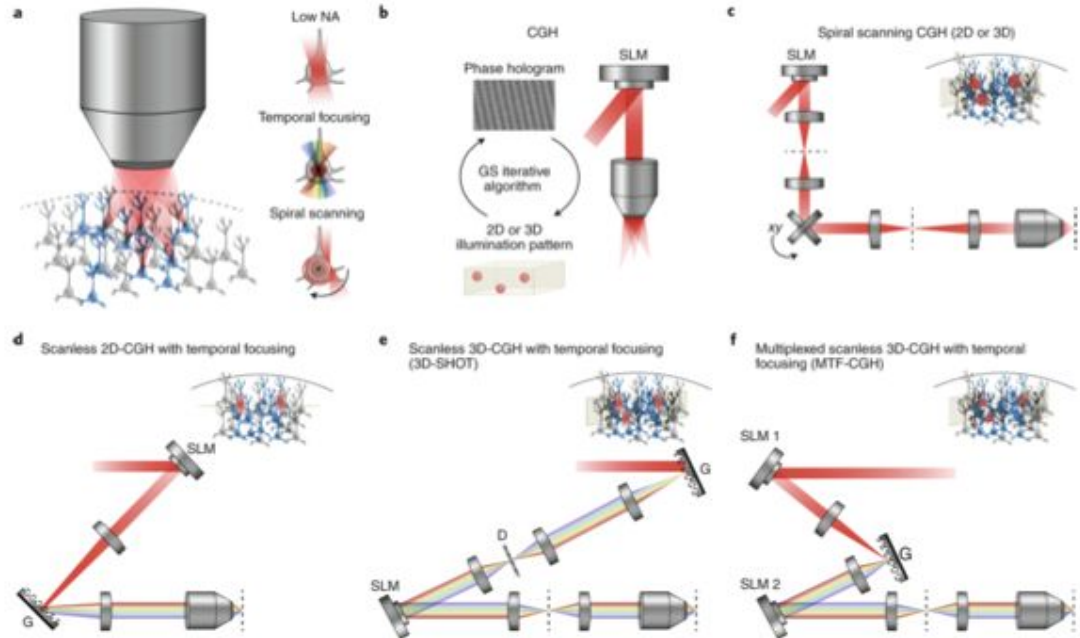 a
Low NA
Temporal focusing
Spiral scanning
b
CGH
SLM
Phase hologram
GS iterative
algorithm
2D or 3D
illumination pattern
c
Spiral scanning CGH (2D or 3D)
SLM
xy
d
Scanless 2D-CGH with temporal focusing
SLM
G
e
Scanless 3D-CGH with temporal focusing
(3D-SHOT)
G
D
SLM
f
Multiplexed scanless 3D-CGH with temporal
focusing (MTF-CGH)
SLM 1
G
SLM 2